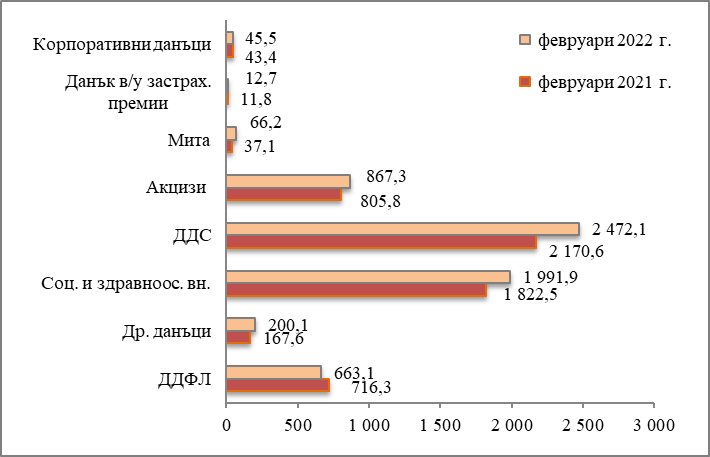 Корпоративни данъци
45,5
43,4
февруари 2022 г.
февруари 2021 г.
Данък в/у застрах.
премии
12,7
11,8
Мита
66,2
37,1
Акцизи
867,3
805,8
ДДС
2 472,1
2 170,6
Соц. и здравноос. вн.
1 991,9
1 822,5
Др. данъци
200,1
167,6
ДДФЛ
663,1
716,3
0 500 1 000 1 500 2 000 2 500 3 000